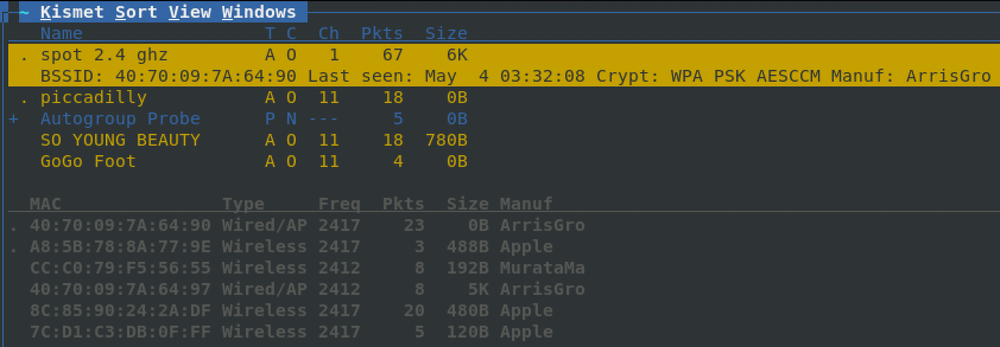 ~ Kismet Sort View Windows
Name T C Ch Pkts Size
. spot 2.4 ghz A O 1 67 6K
BSSID: 40:70:09:7A:64:90 Last seen: May 4 03:32:08 Crypt: WPA PSK AESCCM Manuf: ArrisGro
. piccadilly A O 11 18 0B
+ Autogroup Probe P N --- 5 0B
SO YOUNG BEAUTY A O 11 18 780B
GoGo Foot A O 11 4 0B
MAC Type Freq Pkts Size Manuf
. 40:70:09:7A:64:90 Wired/AP 2417 23 0B ArrisGro
. A8:5B:78:8A:77:9E Wireless 2417 3 488B Apple
CC:C0:79:F5:56:55 Wireless 2412 8 192B MurataMa
40:70:09:7A:64:97 Wired/AP 2412 8 5K ArrisGro
8C:85:90:24:2A:DF Wireless 2417 20 480B Apple
7C:D1:C3:DB:0F:FF Wireless 2417 5 120B Apple